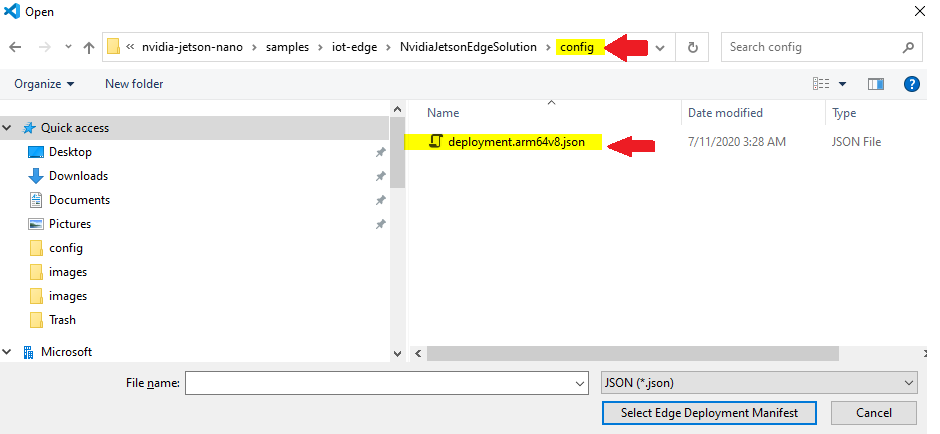 Open
« nvidia-jetson-nano › samples › iot-edge › NvidiaJetsonEdgeSolution › config
Search config
Organize
New folder
?
Name
Date modified
Type
Quick access
deployment.arm64v8.json
7/11/2020 3:28 AM
JSON File
Desktop
Downloads
Documents
Pictures
config
images
images
Trash
Microsoft
File name:
JSON (*.json)
Select Edge Deployment Manifest
Cancel